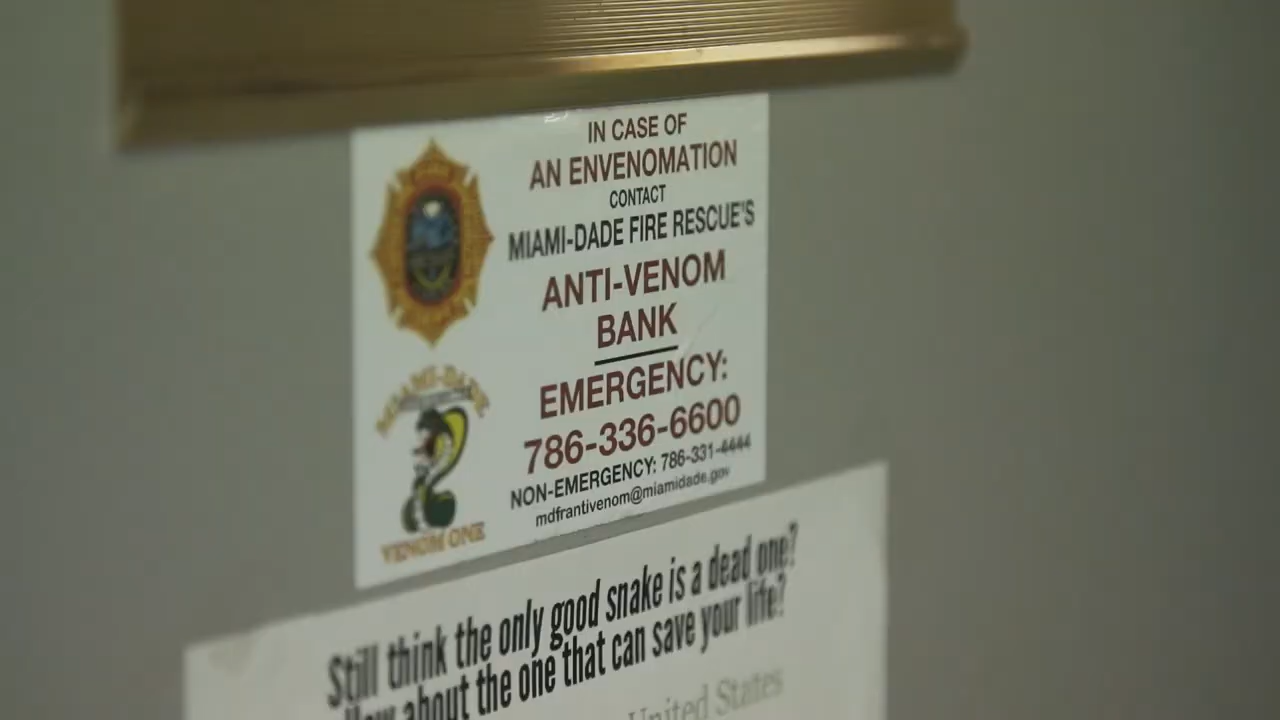 IN CASE OF
AN ENVENOMATION
CONTACT
MIAMI-DADE FIRE RESCUE'S
ANTI-VENOM
BANK
EMERGENCY:
786-336-6600
NON-EMERGENCY: 786-331-4444
mdfrantivenom@miamidade.gov
MIAMI-DADE
VENOM ONE
Still think the only good snake is a dead one?
How about the one that can save your life?
United States